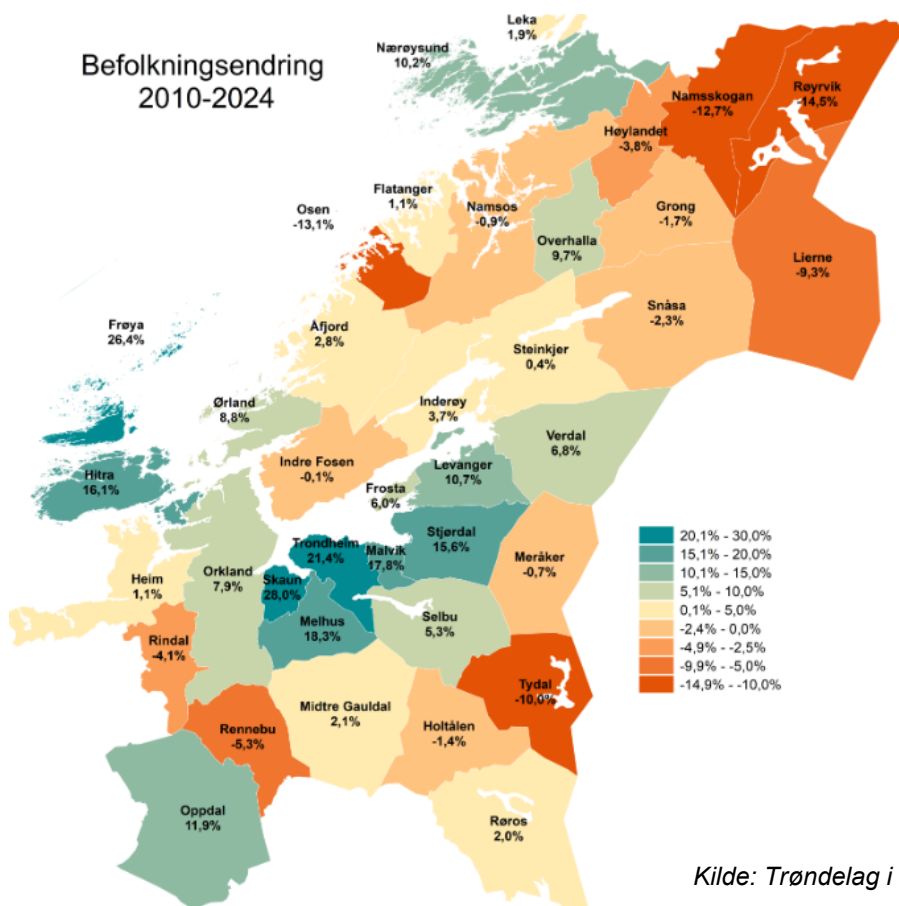 Befolkningsendring
2010-2024
Leka
1,9%
Nærøysund
10,2%
Namsskogan
-12,7%
Røyrvik
-14,5%
Høylandet
-3,8%
Flatanger
1,1%
Namsos
-0,9%
Osen
-13,1%
Grong
-1,7%
Overhalla
9,7%
Lierne
-9,3%
Snåsa
-2,3%
Frøya
26,4%
Åfjord
2,8%
Steinkjer
0,4%
Ørland
8,8%
Inderøy
3,7%
Verdal
6,8%
Indre Fosen
-0,1%
Levanger
10,7%
Hitra
16,1%
Frosta
6,0%
Trondheim
21,4%
Malvik
17,8%
Stjørdal
15,6%
Meråker
-0,7%
Heim
1,1%
Orkland
7,9%
Skaun
28,0%
Melhus
18,3%
Selbu
5,3%
Rindal
-4,1%
Tydal
-10,0%
Midtre Gauldal
2,1%
Holtålen
-1,4%
Rennebu
-5,3%
Oppdal
11,9%
Røros
2,0%
20,1% - 30,0%
15,1% - 20,0%
10,1% - 15,0%
5,1% - 10,0%
0,1% - 5,0%
-2,4% - 0,0%
-4,9% - -2,5%
-9,9% - -5,0%
-14,9% - -10,0%
Kilde: Trøndelag i